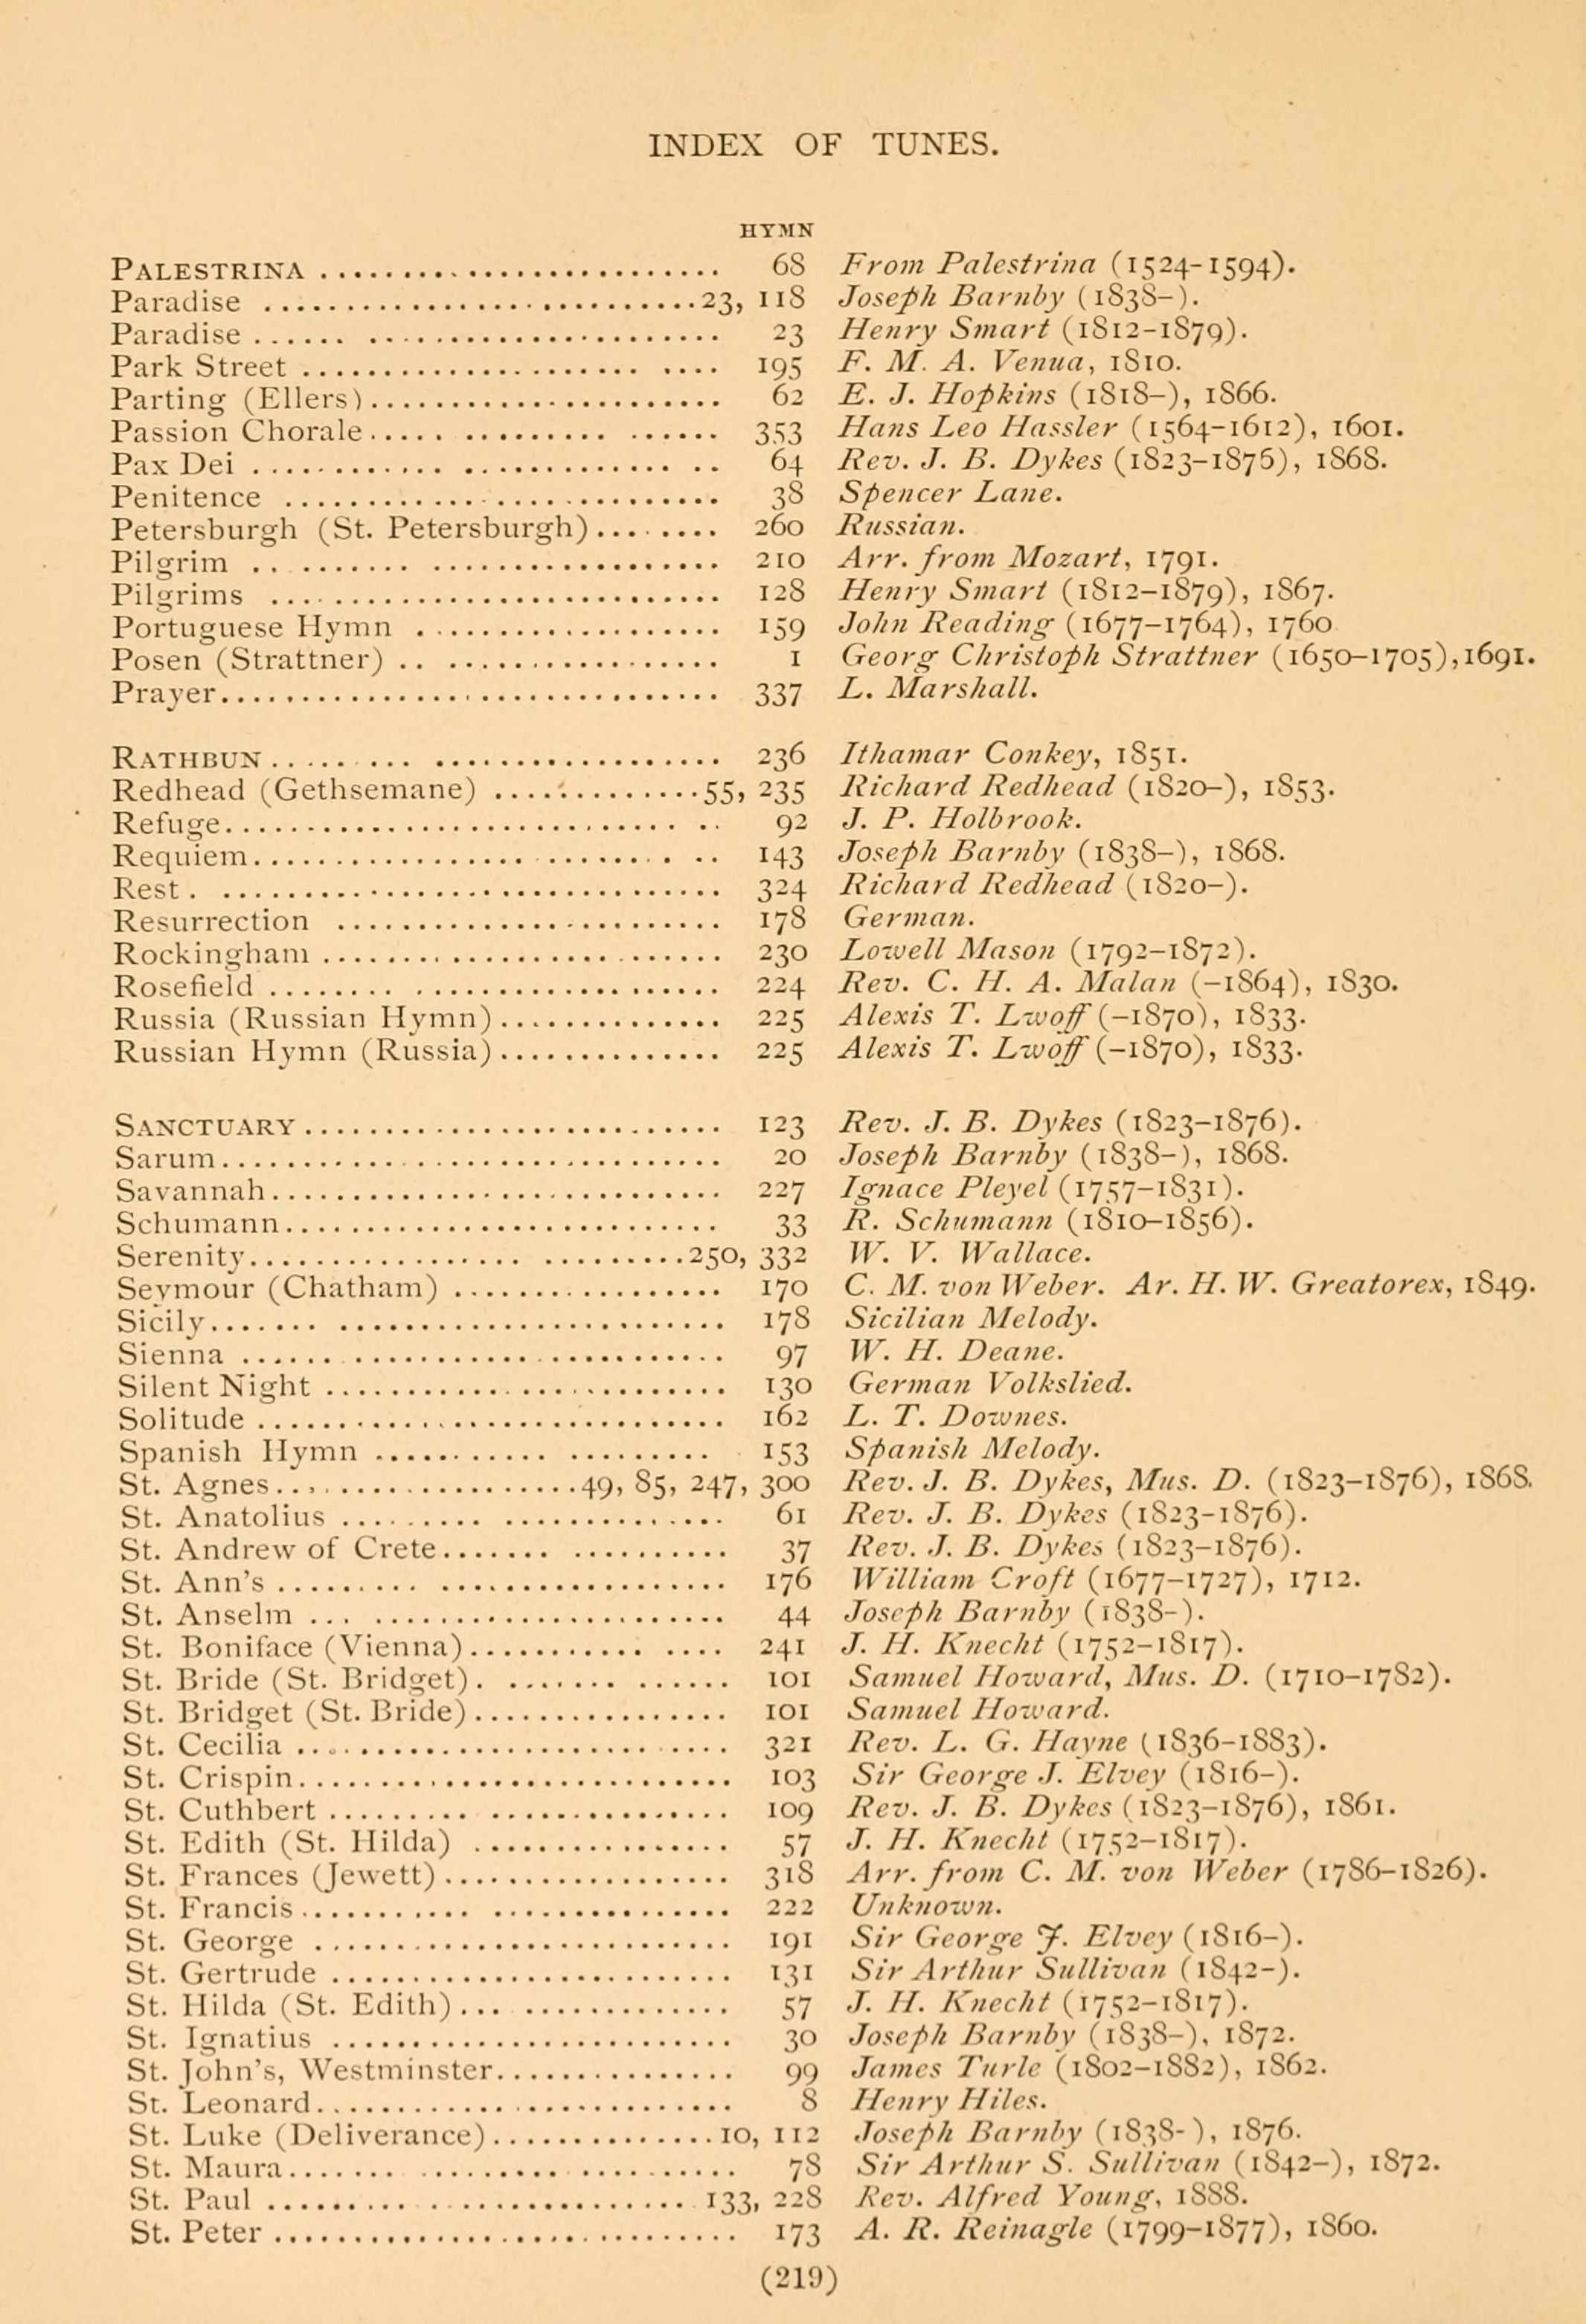 INDEX OF TUNES.
HYMN
PALESTRINA ........................ 68 From Palestrina (1524-1594).
Paradise ........................ 23, 118 Joseph Barnby (1838-).
Paradise ........................ 23 Henry Smart (1812-1879).
Park Street ........................ 195 F. M. A. Venua, 1810.
Parting (Ellers) ........................ 62 E. J. Hopkins (1818-), 1866.
Passion Chorale ........................ 353 Hans Leo Hassler (1564-1612), 1601.
Pax Dei ........................ 64 Rev. J. B. Dykes (1823-1876), 1868.
Penitence ........................ 38 Spencer Lane.
Petersburgh (St. Petersburgh) ........ 260 Russian.
Pilgrim ........................ 210 Arr. from Mozart, 1791.
Pilgrims ........................ 128 Henry Smart (1812-1879), 1867.
Portuguese Hymn ................ 159 John Reading (1677-1764), 1760
Posen (Strattner) ................ 1 Georg Christoph Strattner (1650-1705), 1691.
Prayer ........................ 337 L. Marshall.
RATHBUN ........................ 236 Ithamar Conkey, 1851.
Redhead (Gethsemane) ............ 55, 235 Richard Redhead (1820-), 1853.
Refuge ........................ 92 J. P. Holbrook.
Requiem ........................ 143 Joseph Barnby (1838-), 1868.
Rest ........................ 324 Richard Redhead (1820-).
Resurrection ........................ 178 German.
Rockingham ........................ 230 Lowell Mason (1792-1872).
Rosefield ........................ 224 Rev. C. H. A. Malan (-1864), 1830.
Russia (Russian Hymn) ............ 225 Alexis T. Lwoff (-1870), 1833.
Russian Hymn (Russia) ............ 225 Alexis T. Lwoff (-1870), 1833.
SANCTUARY ........................ 123 Rev. J. B. Dykes (1823-1876).
Sarum ........................ 20 Joseph Barnby (1838-), 1868.
Savannah ........................ 227 Ignace Pleyel (1757-1831).
Schumann ........................ 33 R. Schumann (1810-1856).
Serenity ........................ 250, 332 W. V. Wallace.
Seymour (Chatham) ................ 170 C. M. von Weber. Ar. H. W. Greatorex, 1849.
Sicily ........................ 178 Sicilian Melody.
Sienna ........................ 97 W. H. Deane.
Silent Night ........................ 130 German Volkslied.
Solitude ........................ 162 L. T. Downes.
Spanish Hymn ................ 153 Spanish Melody.
St. Agnes ................ 49, 85, 247, 300 Rev. J. B. Dykes, Mus. D. (1823-1876), 1868.
St. Anatolius ........................ 61 Rev. J. B. Dykes (1823-1876).
St. Andrew of Crete ................ 37 Rev. J. B. Dykes (1823-1876).
St. Ann's ........................ 176 William Croft (1677-1727), 1712.
St. Anselm ........................ 44 Joseph Barnby (1838-).
St. Boniface (Vienna) ................ 241 J. H. Knecht (1752-1817).
St. Bride (St. Bridget) ................ 101 Samuel Howard, Mus. D. (1710-1782).
St. Bridget (St. Bride) ................ 101 Samuel Howard.
St. Cecilia ........................ 321 Rev. L. G. Hayne (1836-1883).
St. Crispin ........................ 103 Sir George J. Elvey (1816-).
St. Cuthbert ........................ 109 Rev. J. B. Dykes (1823-1876), 1861.
St. Edith (St. Hilda) ................ 57 J. H. Knecht (1752-1817).
St. Frances (Jewett) ................ 318 Arr. from C. M. von Weber (1786-1826).
St. Francis ........................ 222 Unknown.
St. George ........................ 191 Sir George J. Elvey (1816-).
St. Gertrude ........................ 131 Sir Arthur Sullivan (1842-).
St. Hilda (St. Edith) ................ 57 J. H. Knecht (1752-1817).
St. Ignatius ........................ 30 Joseph Barnby (1838-), 1872.
St. John's, Westminster ............ 99 James Turle (1802-1882), 1862.
St. Leonard ........................ 8 Henry Hiles.
St. Luke (Deliverance) ............ 10, 112 Joseph Barnby (1838-), 1876.
St. Maura ........................ 78 Sir Arthur S. Sullivan (1842-), 1872.
St. Paul ........................ 133, 228 Rev. Alfred Young, 1888.
St. Peter ........................ 173 A. R. Reinagle (1799-1877), 1860.
(219)